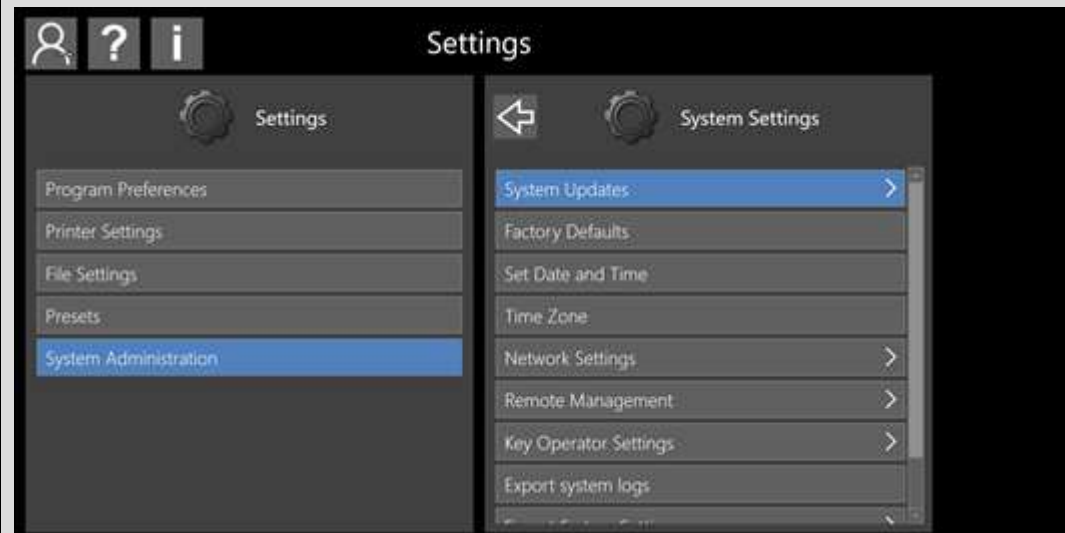 ? i Settings
Settings
Program Preferences
Printer Settings
File Settings
Presets
System Administration
System Settings
System Updates
Factory Defaults
Set Date and Time
Time Zone
Network Settings
Remote Management
Key Operator Settings
Export system logs